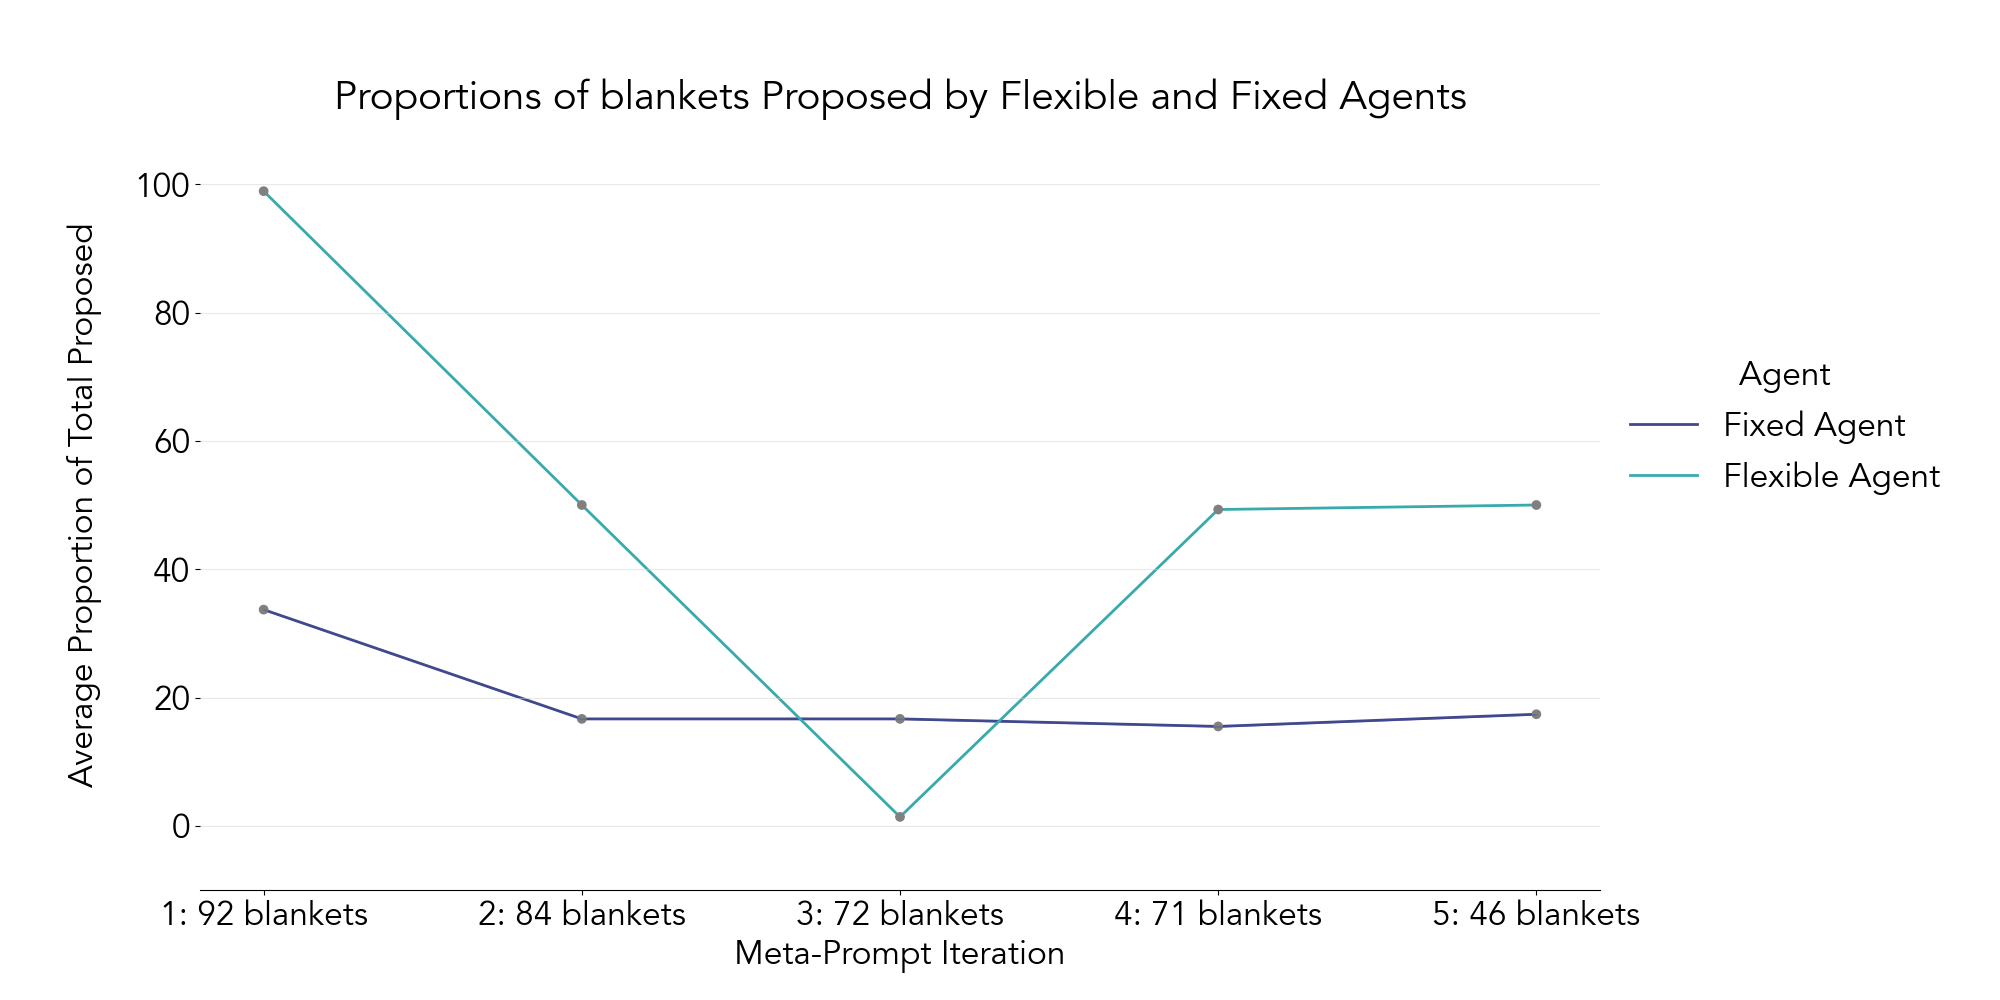 Proportions of blankets Proposed by Flexible and Fixed Agents
Average Proportion of Total Proposed
100
80
60
40
20
0
1: 92 blankets
2: 84 blankets
3: 72 blankets
4: 71 blankets
5: 46 blankets
Meta-Prompt Iteration
Agent
Fixed Agent
Flexible Agent